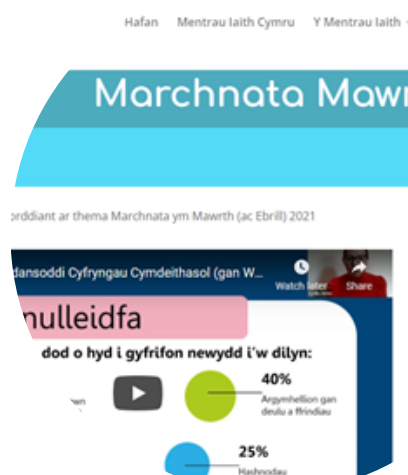 Hafan Mentrau Iaith Cymru Y Mentrau Iaith
Marchnata Mawr
orddiant ar thema Marchnata ym Mawrth (ac Ebrill) 2021
dansoddi Cyfryngau Cymdeithasol (gan W...
Watch later Share
nulleidfa
dod o hyd i gyfrifon newydd i'w dilyn:
40%
Argymhellion gan
deulu a ffrindiau
wn
25%
Hashnodau